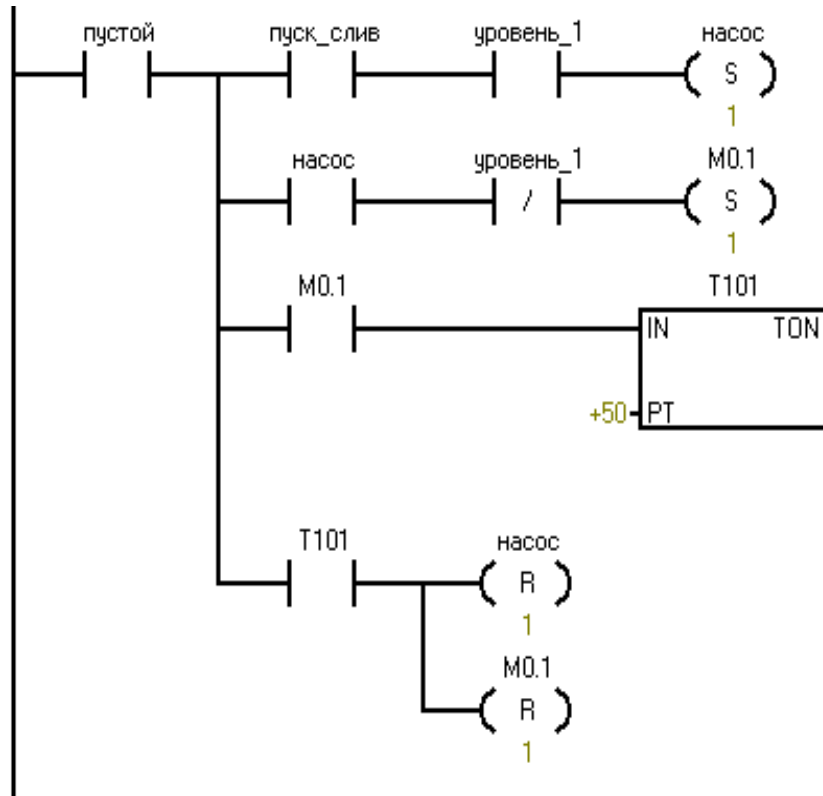 пустой пуск_слив уровень_1 насос
/
S
1
насос уровень_1 M0.1
S
1
M0.1 T101
IN TON
+50 PT
T101 насос
R
1
M0.1
R
1